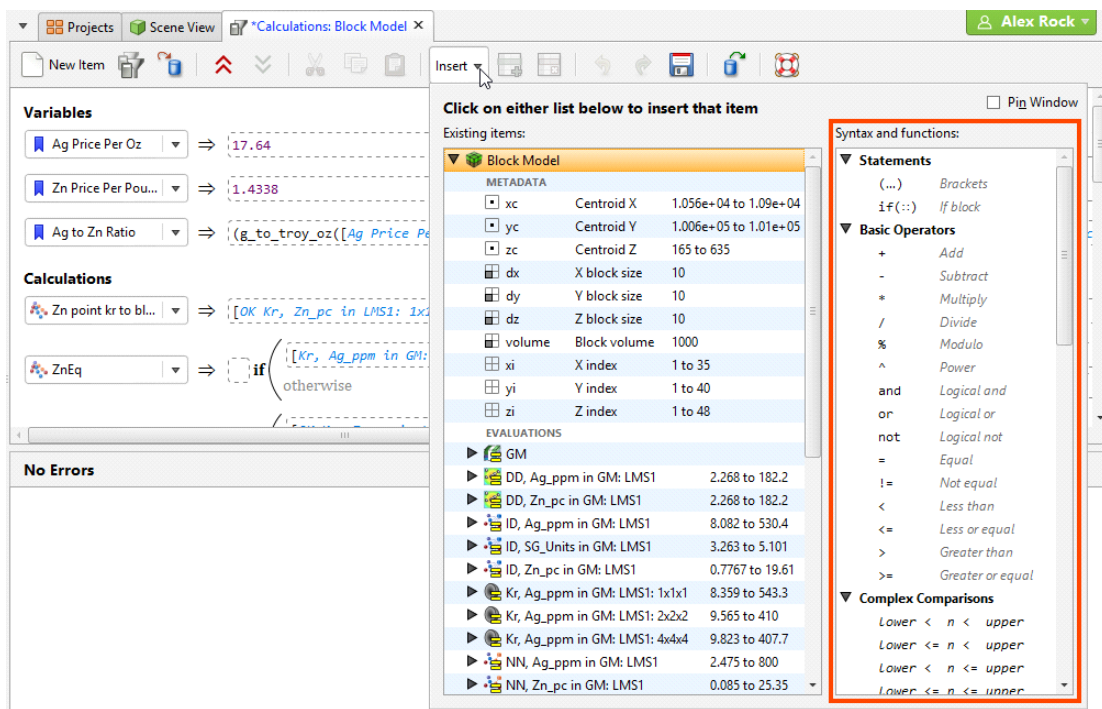 Projects Scene View *Calculations: Block Model X Alex Rock
New Item Insert
Variables
Ag Price Per Oz ⇒ 17.64
Zn Price Per Pou... ⇒ 1.4338
Ag to Zn Ratio ⇒ (g_to_troy_oz([Ag Price Pe
Calculations
Zn point kr to bl... ⇒ [OK Kr, Zn_pc in LMS1: 1x1
ZnEq ⇒ if( [Kr, Ag_ppm in GM:
otherwise
No Errors
Click on either list below to insert that item
Pin Window
Existing items:
Block Model
METADATA
xc Centroid X 1.056e+04 to 1.09e+04
yc Centroid Y 1.006e+05 to 1.01e+05
zc Centroid Z 165 to 635
dx X block size 10
dy Y block size 10
dz Z block size 10
volume Block volume 1000
xi X index 1 to 35
yi Y index 1 to 40
zi Z index 1 to 48
EVALUATIONS
GM
DD, Ag_ppm in GM: LMS1 2.268 to 182.2
DD, Zn_pc in GM: LMS1 2.268 to 182.2
ID, Ag_ppm in GM: LMS1 8.082 to 530.4
ID, SG_Units in GM: LMS1 3.263 to 5.101
ID, Zn_pc in GM: LMS1 0.7767 to 19.61
Kr, Ag_ppm in GM: LMS1: 1x1x1 8.359 to 543.3
Kr, Ag_ppm in GM: LMS1: 2x2x2 9.565 to 410
Kr, Ag_ppm in GM: LMS1: 4x4x4 9.823 to 407.7
NN, Ag_ppm in GM: LMS1 2.475 to 800
NN, Zn_pc in GM: LMS1 0.085 to 25.35
Syntax and functions:
Statements
(…) Brackets
if(::) If block
Basic Operators
+ Add
- Subtract
* Multiply
/ Divide
% Modulo
^ Power
and Logical and
or Logical or
not Logical not
= Equal
!= Not equal
< Less than
<= Less or equal
> Greater than
>= Greater or equal
Complex Comparisons
Lower < n < upper
Lower <= n < upper
Lower < n <= upper
Lower <= n <= upper